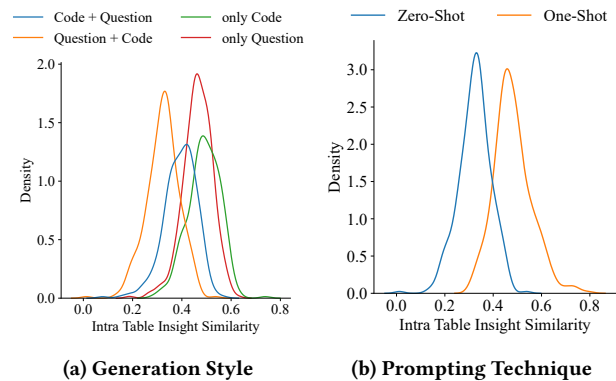 Code + Question
only Code
Question + Code
only Question
2.0
1.5
1.0
0.5
0.0
Density
0.0 0.2 0.4 0.6 0.8
Intra Table Insight Similarity
(a) Generation Style
Zero-Shot
One-Shot
3.0
2.5
2.0
1.5
1.0
0.5
0.0
Density
0.0 0.2 0.4 0.6 0.8
Intra Table Insight Similarity
(b) Prompting Technique